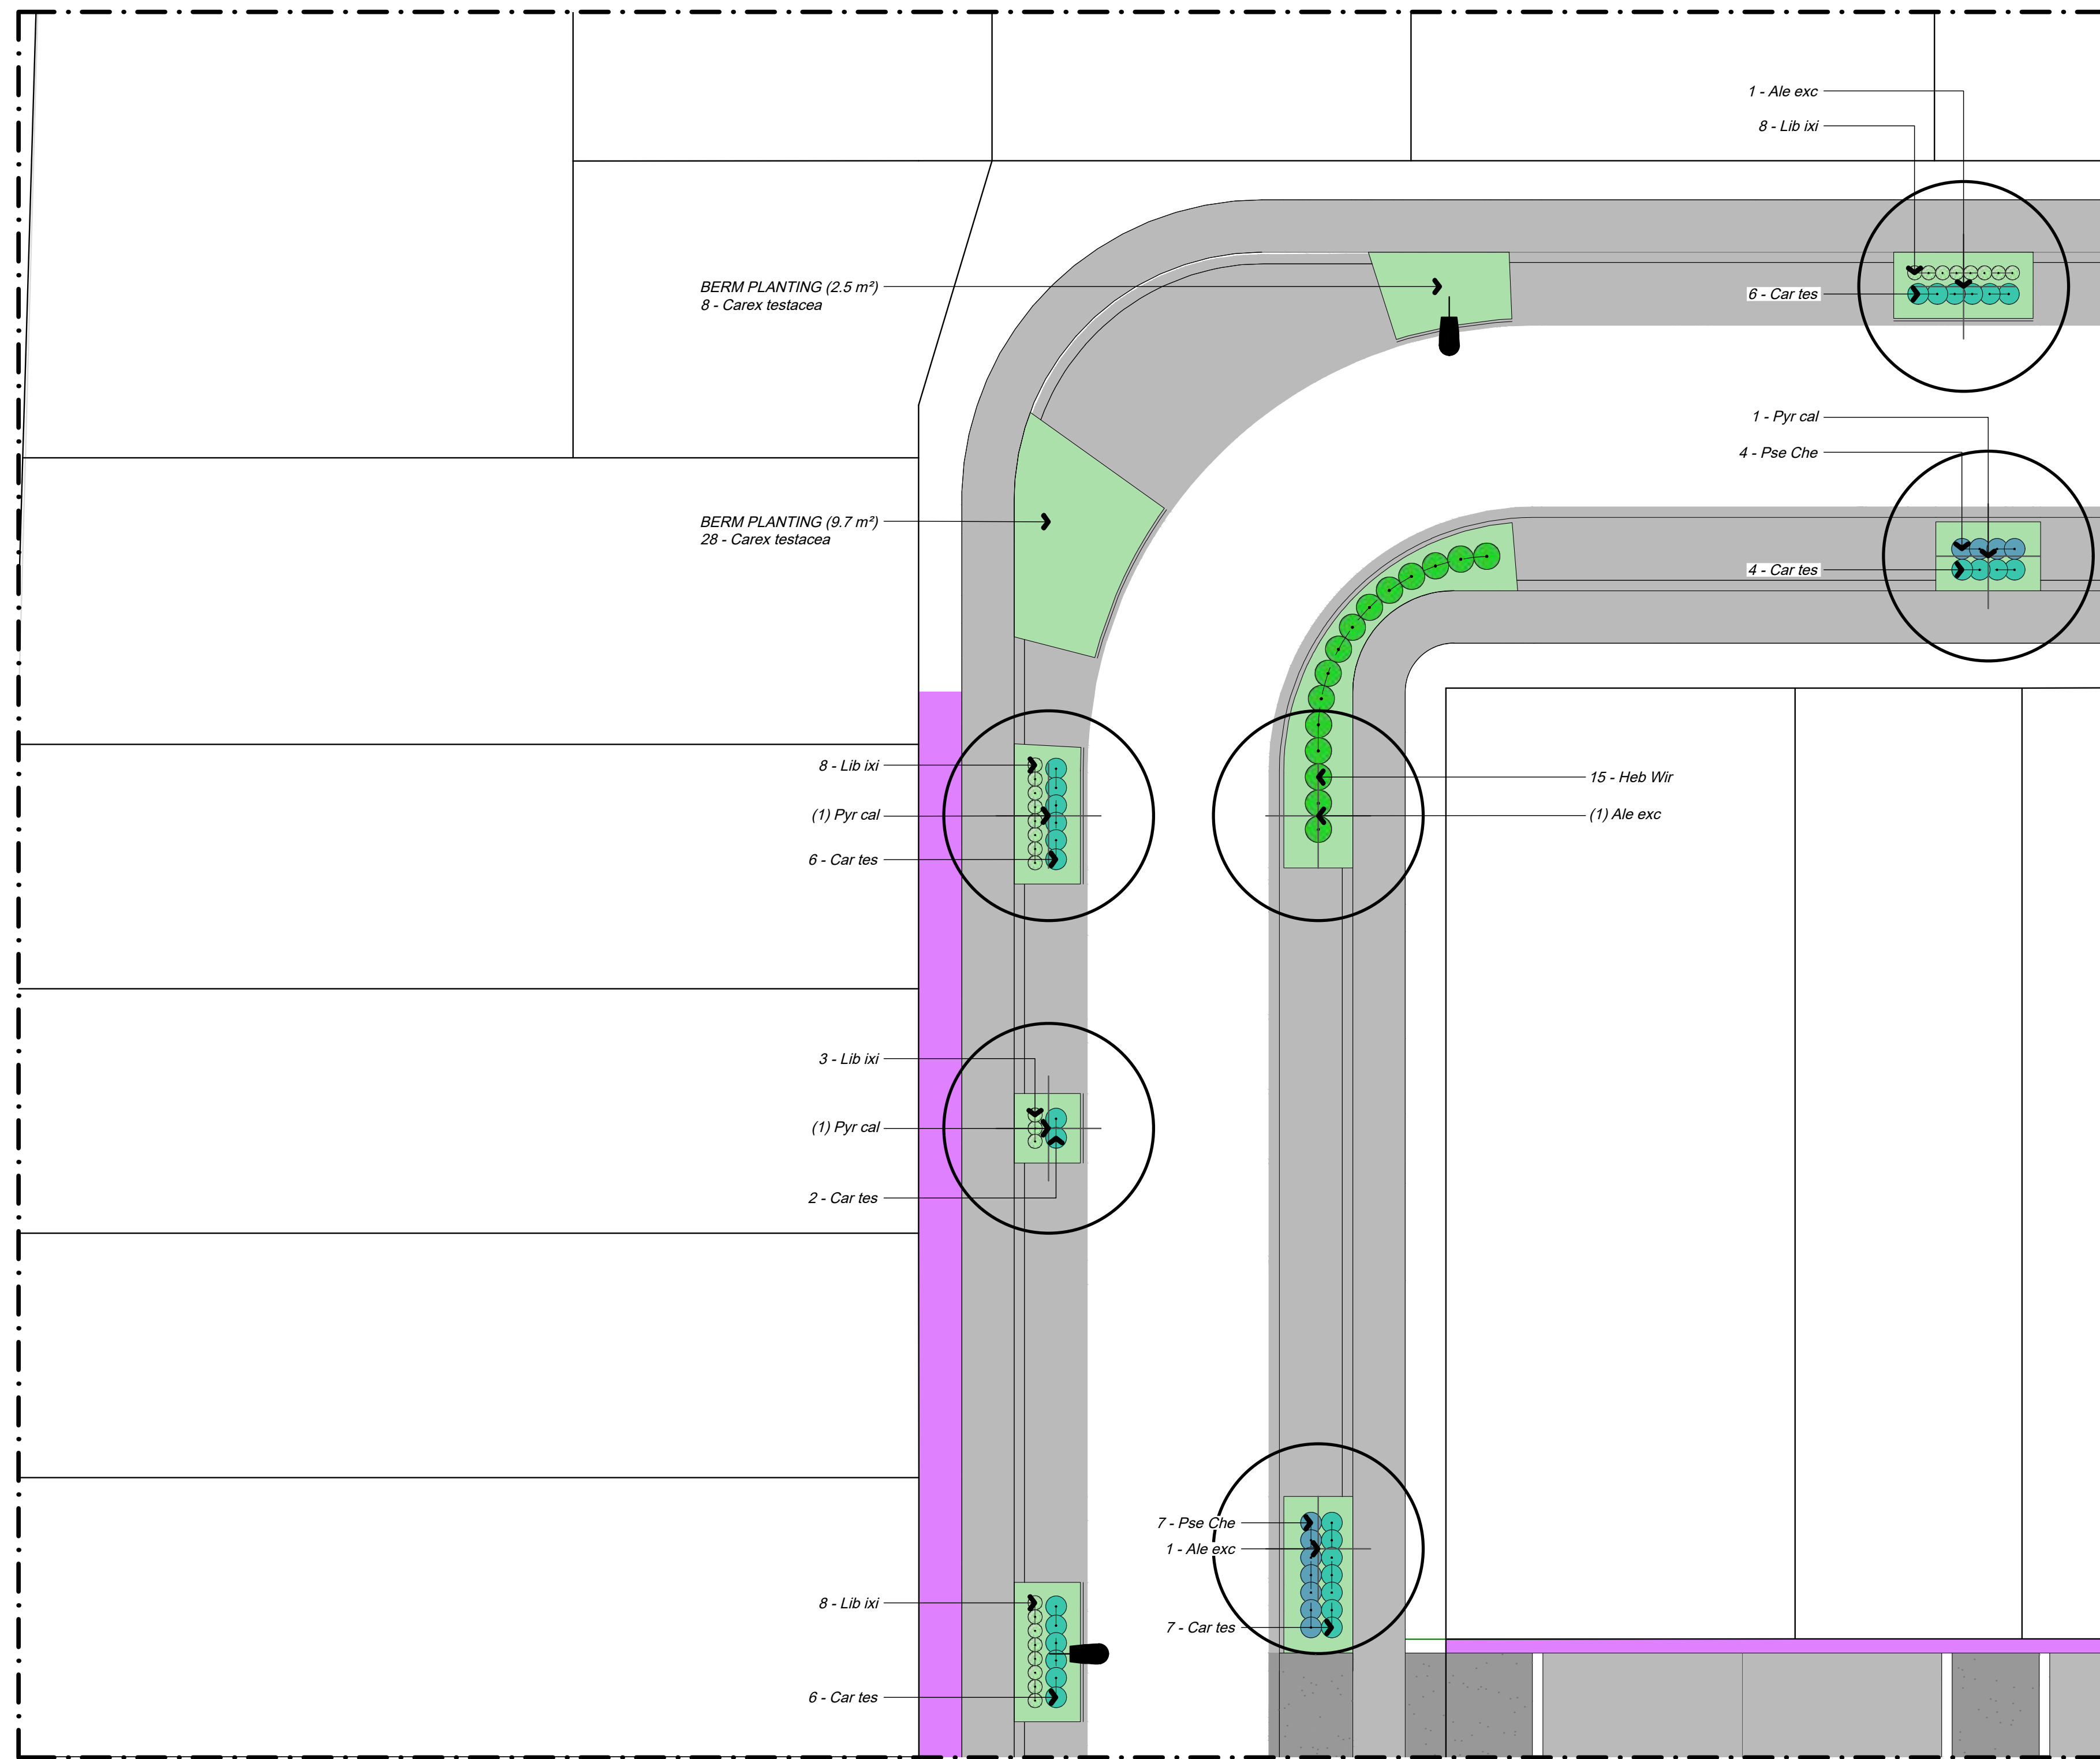 1 - Ale exc
8 - Lib ixi
BERM PLANTING (2.5 m²)
8 - Carex testacea
6 - Car tes
1 - Pyr cal
4 - Pse Che
BERM PLANTING (9.7 m²)
28 - Carex testacea
4 - Car tes
8 - Lib ixi
15 - Heb Wir
(1) Pyr cal
(1) Ale exc
6 - Car tes
3 - Lib ixi
(1) Pyr cal
2 - Car tes
7 - Pse Che
1 - Ale exc
8 - Lib ixi
7 - Car tes
6 - Car tes